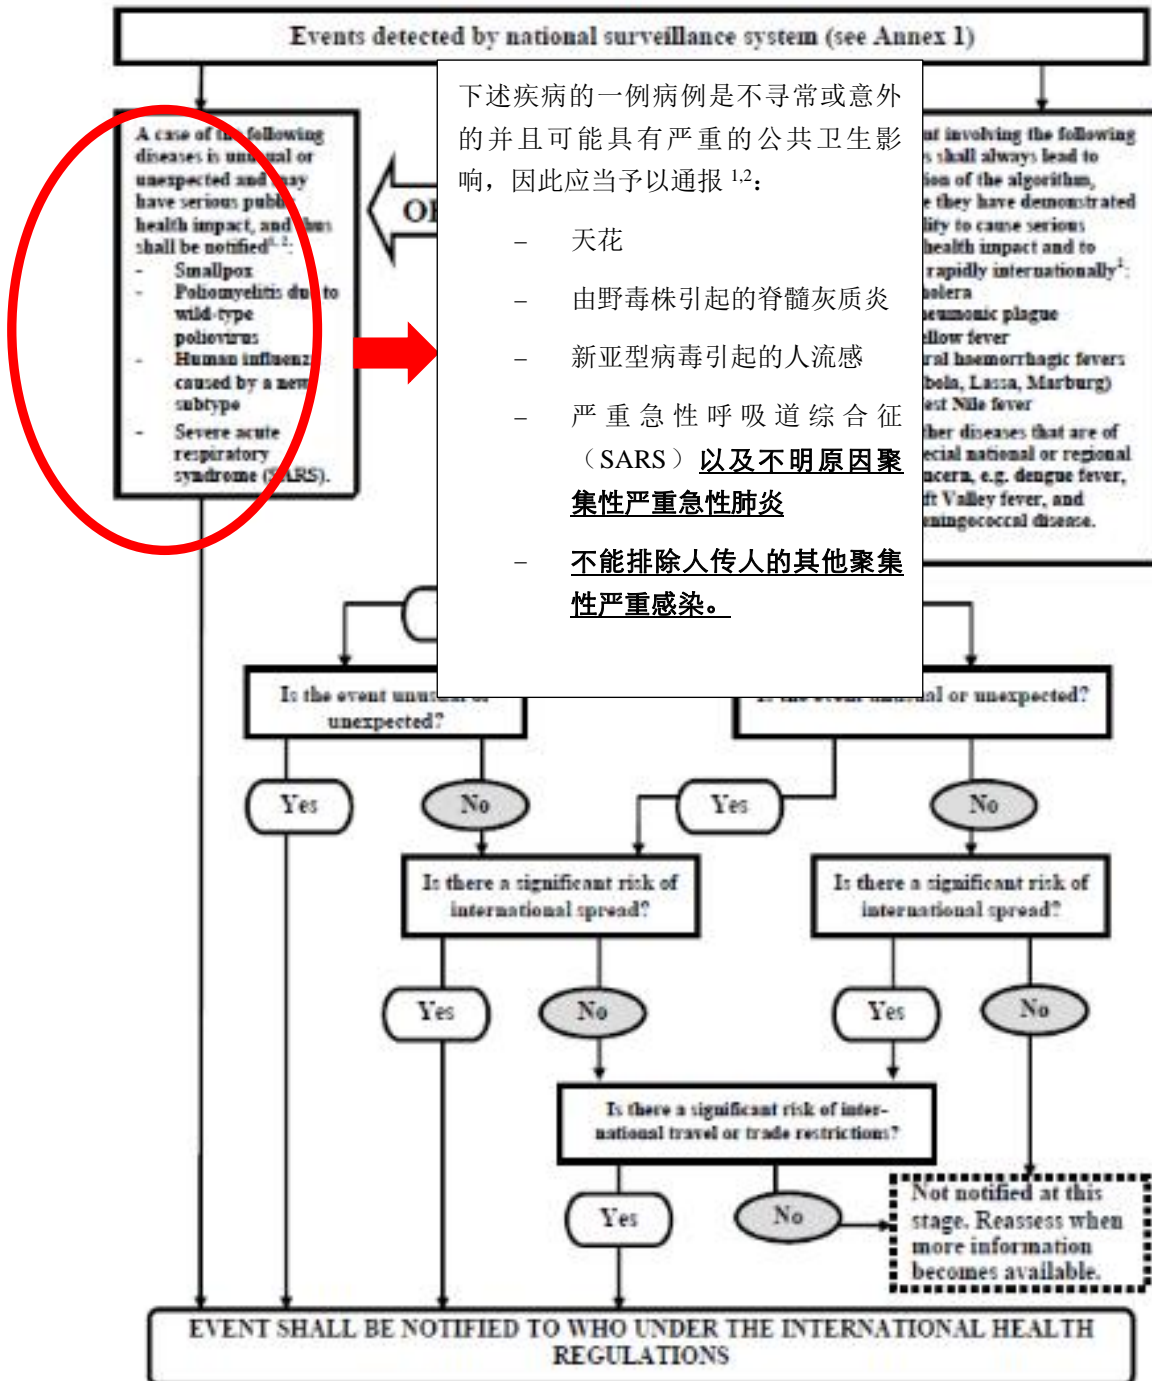 Events detected by national surveillance system (see Annex 1)
A case of the following
diseases is unusual or
unexpected and may
have serious public
health impact, and thus
shall be notified¹, ²:
- Smallpox
- Poliomyelitis due to
wild-type
poliovirus
- Human influenza
caused by a new
subtype
- Severe acute
respiratory
syndrome (SARS).
下述疾病的一例病例是不寻常或意外
的并且可能具有严重的公共卫生影
响，因此应当予以通报 1,2：
– 天花
– 由野毒株引起的脊髓灰质炎
– 新亚型病毒引起的人流感
– 严重急性呼吸道综合征
（SARS）以及不明原因聚
集性严重急性肺炎
– 不能排除人传人的其他聚集
性严重感染。
involving the following
shall always lead to
of the algorithm,
they have demonstrated
to cause serious
health impact and to
rapidly internationally²:
fever
haemorrhagic fevers
Lassa, Marburg)
Nile fever
diseases that are of
national or regional
e.g. dengue fever,
Valley fever, and
disease.
Is the event unusual or
unexpected?
Is the event unusual or unexpected?
Yes
No
Yes
No
Is there a significant risk of
international spread?
Is there a significant risk of
international spread?
Yes
No
Yes
No
Is there a significant risk of inter-
national travel or trade restrictions?
Yes
No
Not notified at this
stage. Reassess when
more information
becomes available.
EVENT SHALL BE NOTIFIED TO WHO UNDER THE INTERNATIONAL HEALTH
REGULATIONS